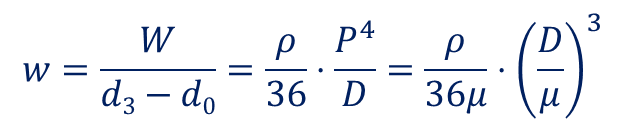 w = W / (d₃ − d₀) = ρ/36 · P⁴/D = ρ/36μ · (D/μ)³